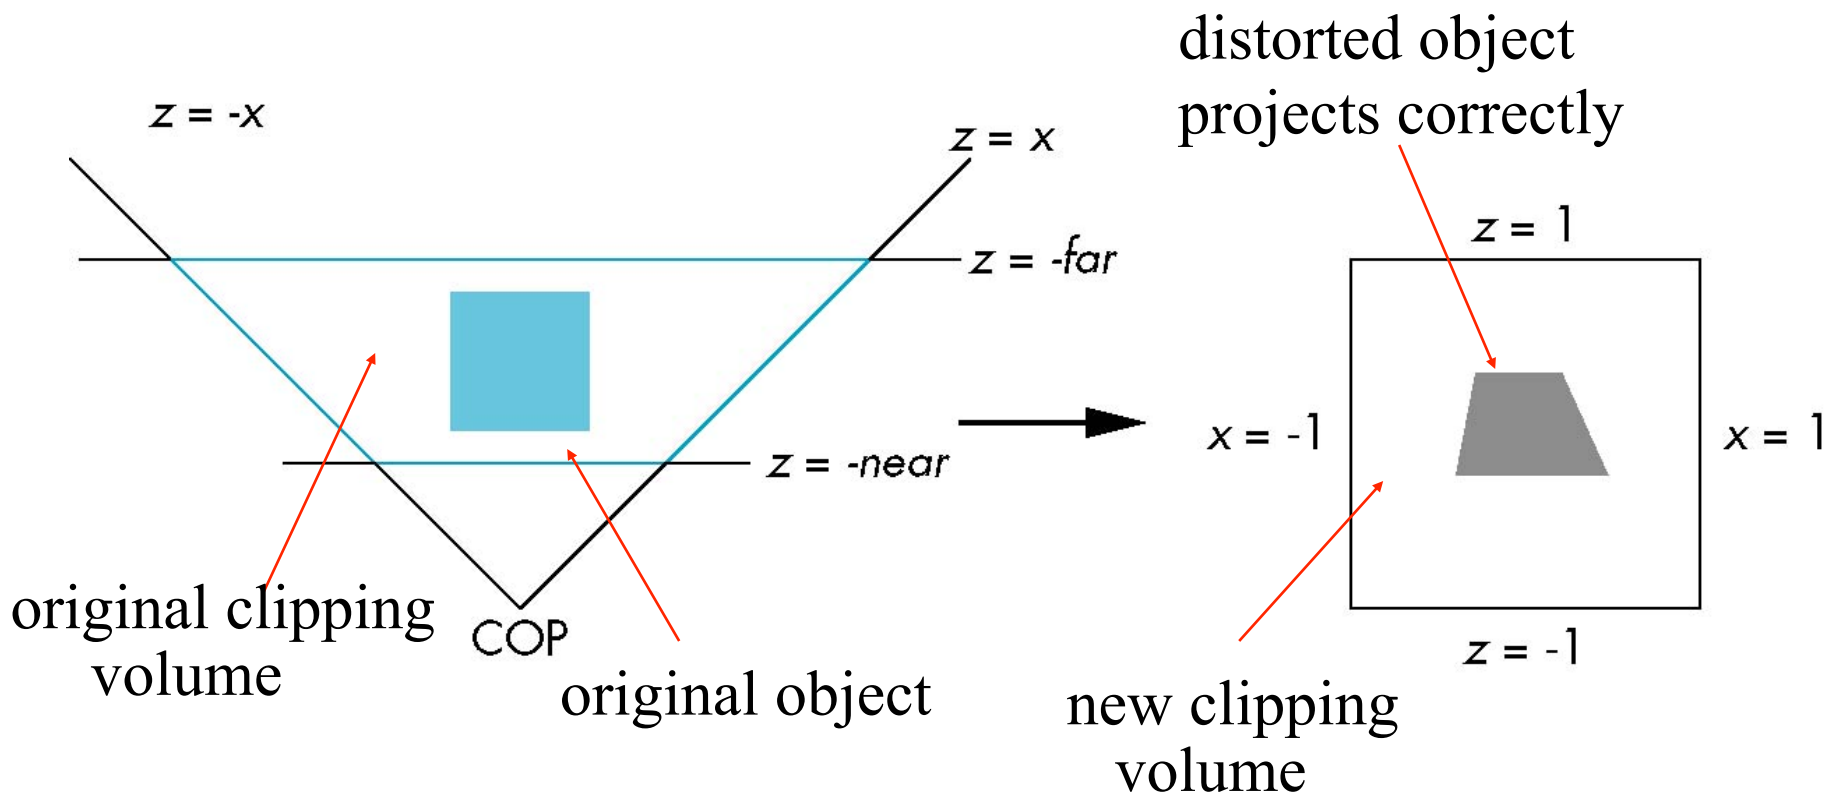 distorted object
projects correctly
z = -x
z = x
z = 1
z = -far
x = -1
x = 1
z = -near
original clipping
volume
COP
original object
z = -1
new clipping
volume